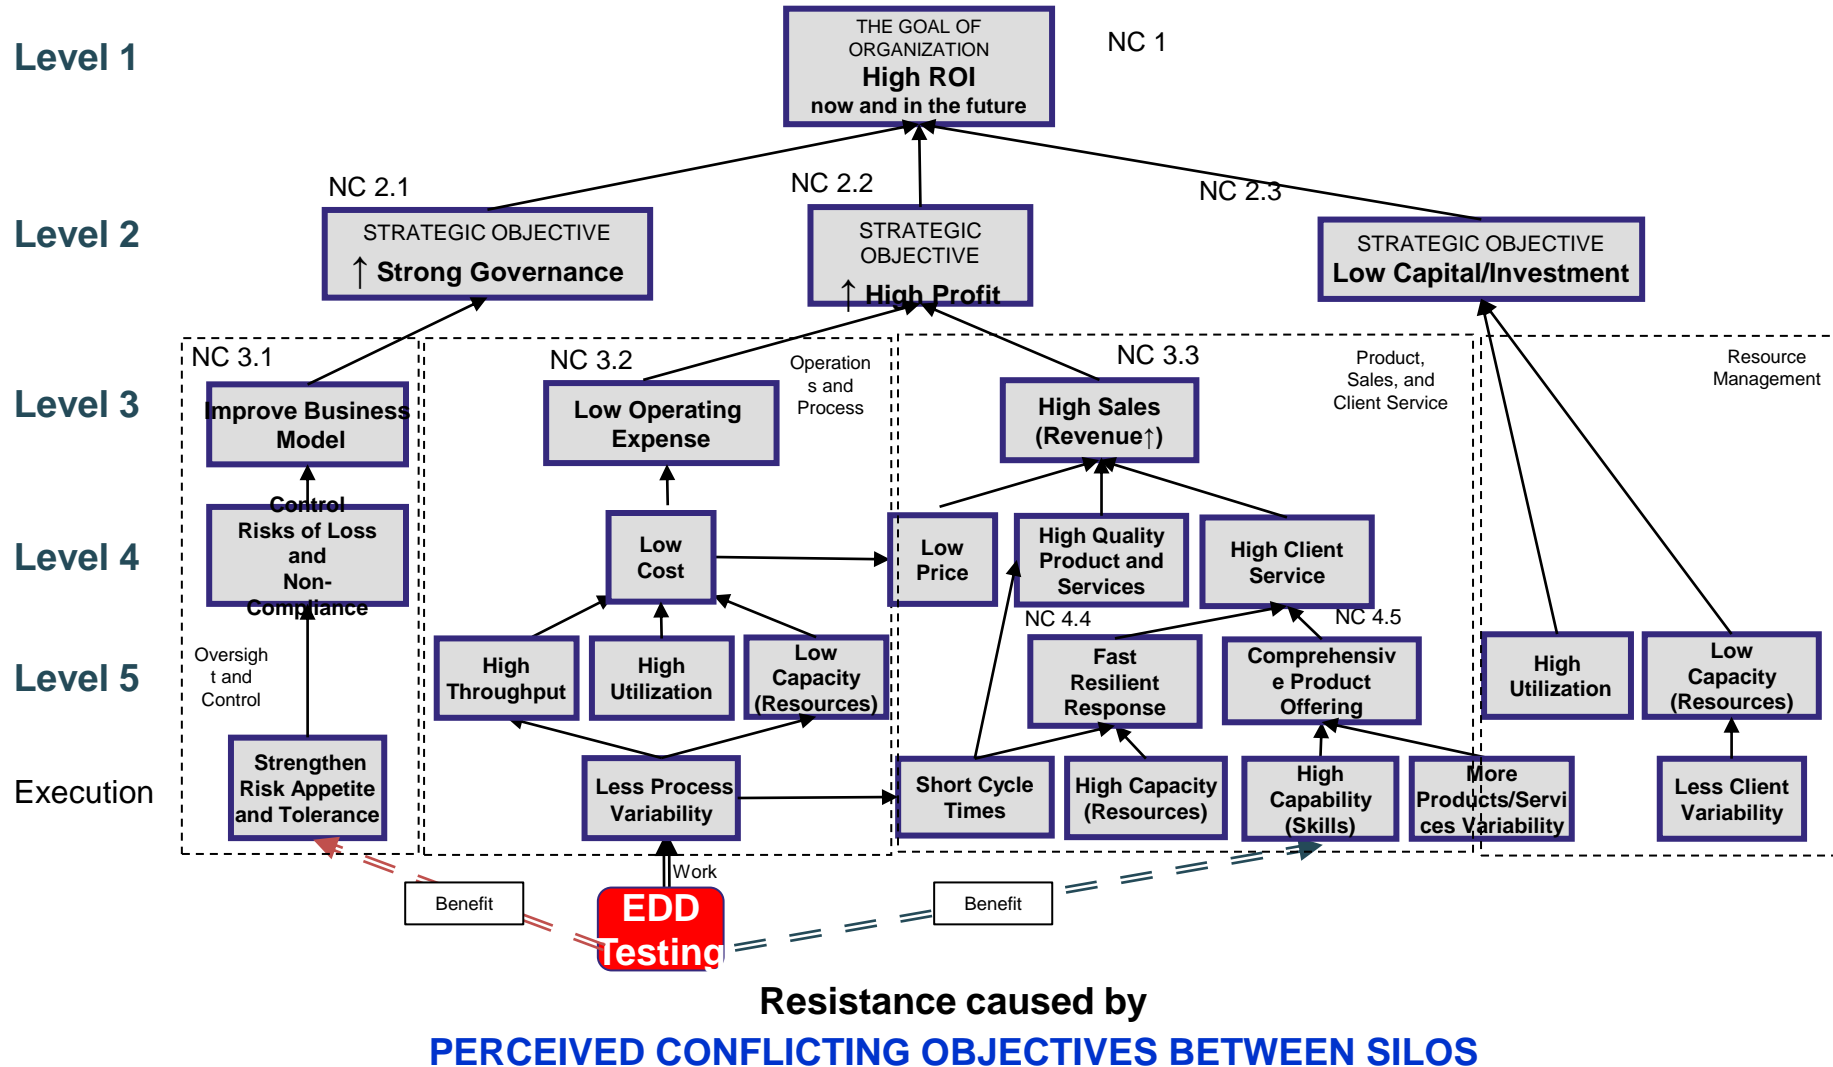 Level 1
THE GOAL OF
ORGANIZATION
High ROI
now and in the future
NC 1
NC 2.1
NC 2.2
NC 2.3
Level 2
STRATEGIC OBJECTIVE
↑ Strong Governance
STRATEGIC
OBJECTIVE
↑ High Profit
STRATEGIC OBJECTIVE
Low Capital/Investment
NC 3.1
NC 3.2
Operation
s and
Process
NC 3.3
Product,
Sales, and
Client Service
Resource
Management
Level 3
Improve Business
Model
Low Operating
Expense
High Sales
(Revenue↑)
Level 4
Control
Risks of Loss
and
Non-
Compliance
Low
Cost
Low
Price
High Quality
Product and
Services
High Client
Service
NC 4.4
NC 4.5
Level 5
Oversigh
t and
Control
High
Throughput
High
Utilization
Low
Capacity
(Resources)
Fast
Resilient
Response
Comprehensiv
e Product
Offering
High
Utilization
Low
Capacity
(Resources)
Execution
Strengthen
Risk Appetite
and Tolerance
Less Process
Variability
Short Cycle
Times
High Capacity
(Resources)
High
Capability
(Skills)
More
Products/Servi
ces Variability
Less Client
Variability
Work
Benefit
EDD
Testing
Benefit
Resistance caused by
PERCEIVED CONFLICTING OBJECTIVES BETWEEN SILOS